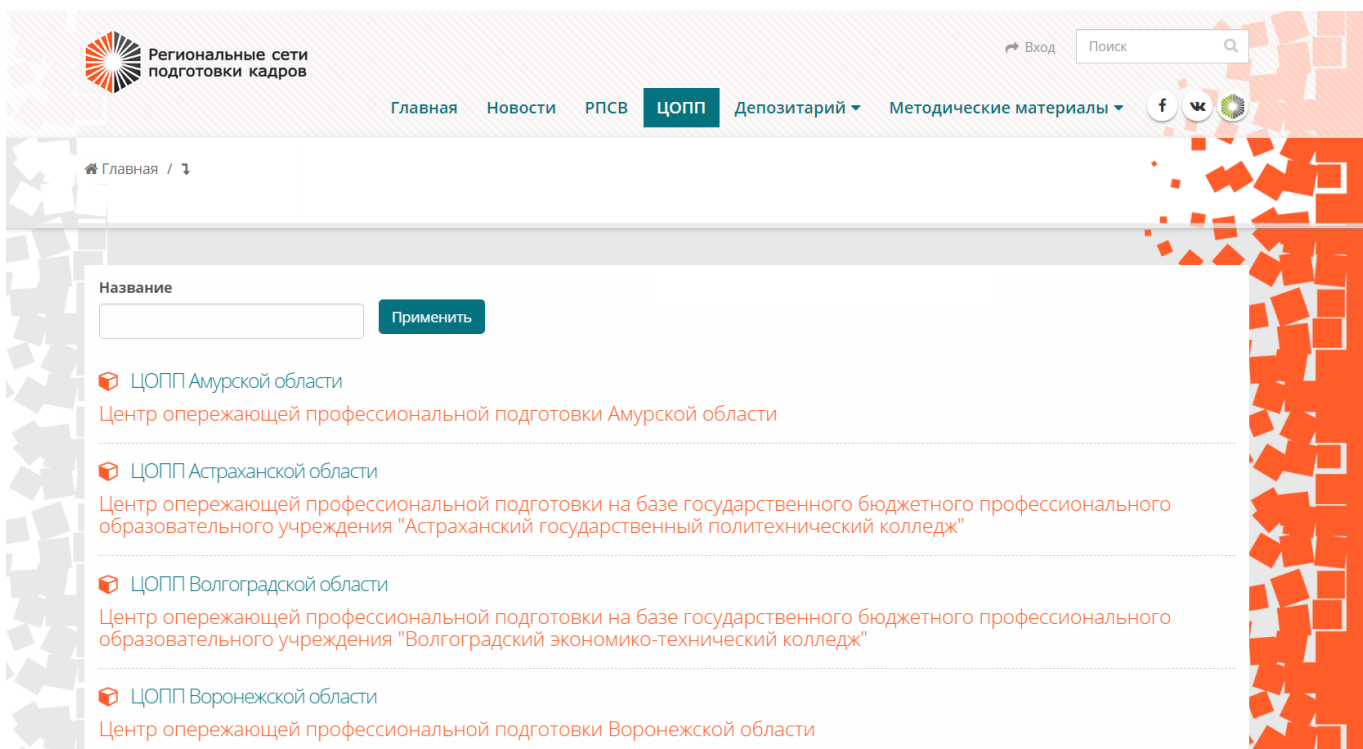 Региональные сети
подготовки кадров
Вход
Поиск
Главная Новости РПСВ ЦОПП Депозитарий Методические материалы
Главная /
Название
Применить
ЦОПП Амурской области
Центр опережающей профессиональной подготовки Амурской области
ЦОПП Астраханской области
Центр опережающей профессиональной подготовки на базе государственного бюджетного профессионального
образовательного учреждения "Астраханский государственный политехнический колледж"
ЦОПП Волгоградской области
Центр опережающей профессиональной подготовки на базе государственного бюджетного профессионального
образовательного учреждения "Волгоградский экономико-технический колледж"
ЦОПП Воронежской области
Центр опережающей профессиональной подготовки Воронежской области